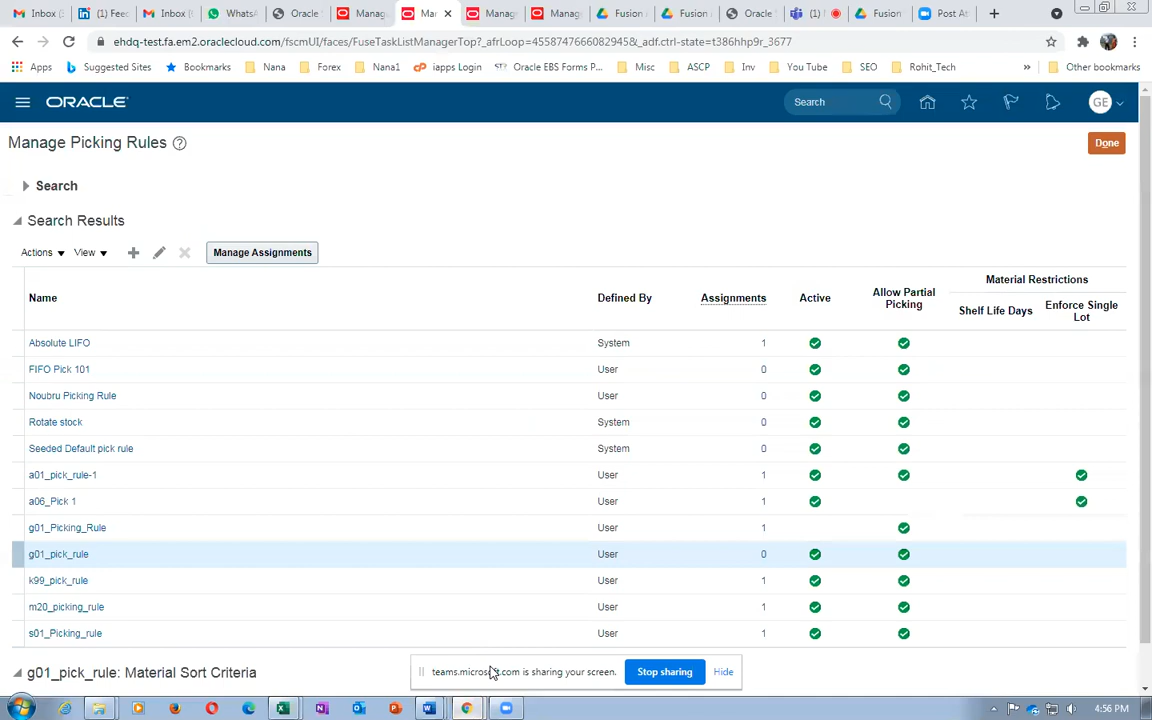 Inbox (
(1) Feec
Inbox (0
WhatsA
Oracle
Manag
Man
Manag
Manag
Fusion A
Fusion A
Oracle
(1) M
Fusion
Post At
ehdq-test.fa.em2.oraclecloud.com/fscmUI/faces/FuseTaskListManagerTop?_afrLoop=4558747666082945&_adf.ctrl-state=t386hhp9r_3677
Apps Suggested Sites Bookmarks Nana Forex Nana1 iapps Login Oracle EBS Forms P... Misc ASCP Inv You Tube SEO Rohit_Tech » Other bookmarks
ORACLE
Search
GE
Manage Picking Rules
Done
Search
Search Results
Actions View Manage Assignments
Material Restrictions
Name Defined By Assignments Active Allow Partial Picking Shelf Life Days Enforce Single Lot
Absolute LIFO System 1
FIFO Pick 101 User 0
Noubru Picking Rule User 0
Rotate stock System 0
Seeded Default pick rule System 0
a01_pick_rule-1 User 1
a06_Pick 1 User 1
g01_Picking_Rule User 1
g01_pick_rule User 0
k99_pick_rule User 1
m20_picking_rule User 1
s01_Picking_rule User 1
g01_pick_rule: Material Sort Criteria
teams.microsoft.com is sharing your screen. Stop sharing Hide
4:56 PM